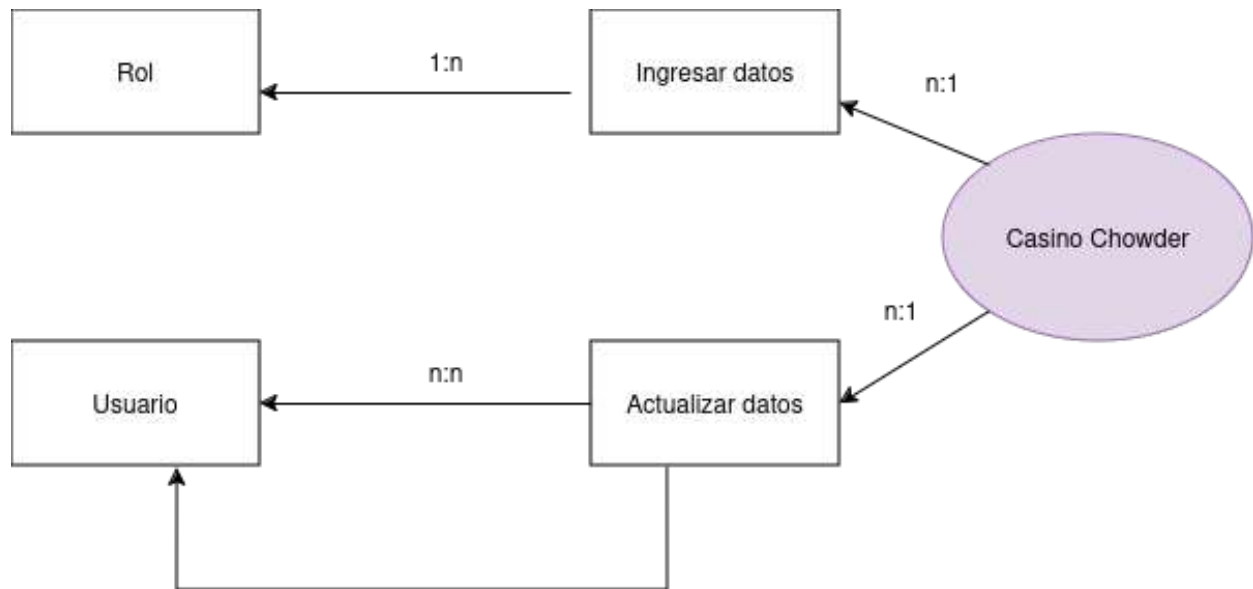 Rol
1:n
Ingresar datos
n:1
Casino Chowder
n:1
Usuario
n:n
Actualizar datos